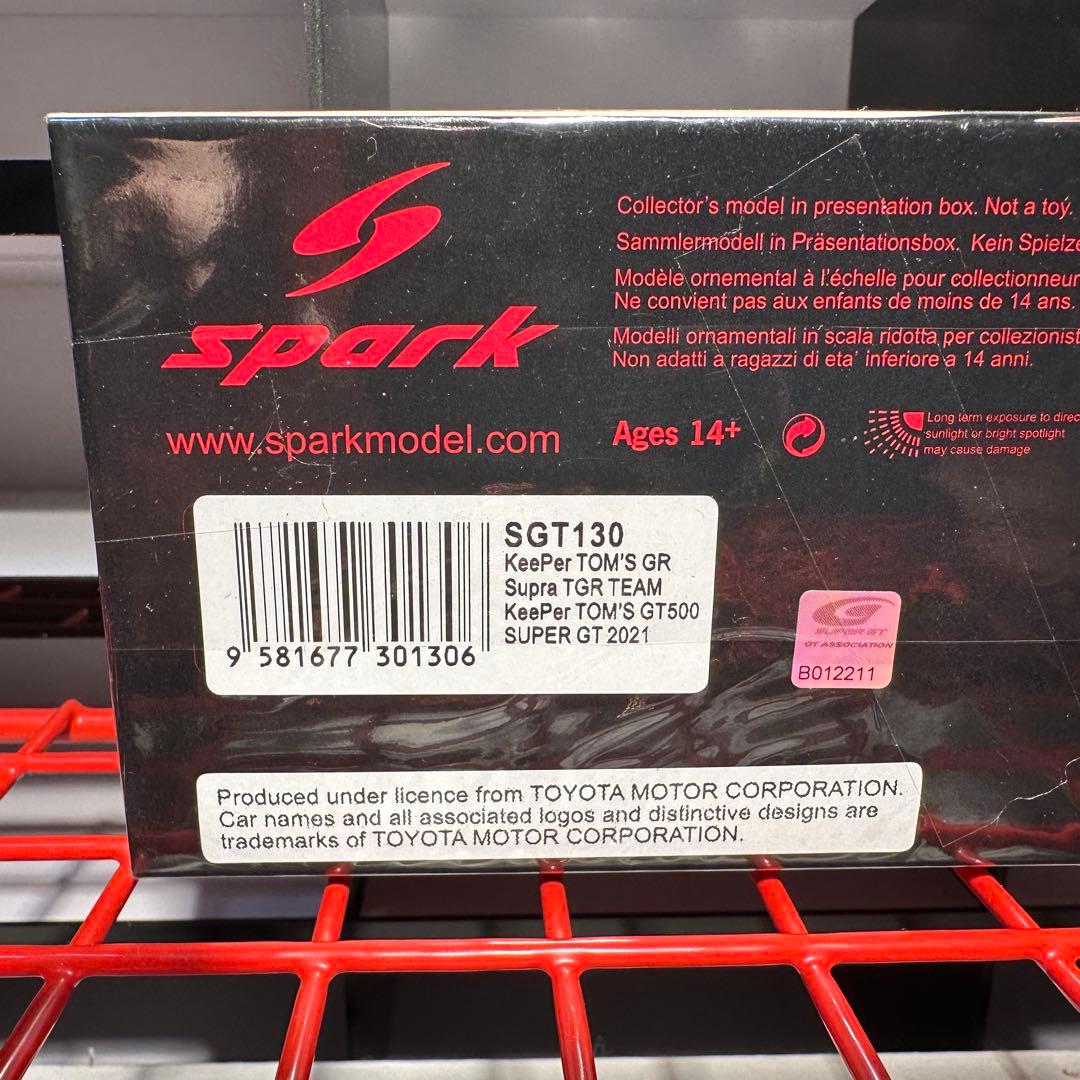 spark
www.sparkmodel.com
Collector's model in presentation box. Not a toy.
Sammlermodell in Präsentationsbox. Kein
Modèle ornemental à l'échelle pour collectionneur
Ne convient pas aux enfants de moins de 14 ans.
Modelli ornamentali in scala ridotta per
Non adatti a ragazzi di eta' inferiore a 14 anni.
Ages 14+
Long term exposure to
sunlight or bright spotlight
may cause damage
SGT130
KeePer TOM'S GR
Supra TGR TEAM
KeePer TOM'S GT500
SUPER GT 2021
9 581677 301306
SUPER GT
GT ASSOCIATION
B012211
Produced under licence from TOYOTA MOTOR CORPORATION.
Car names and all associated logos and distinctive designs are
trademarks of TOYOTA MOTOR CORPORATION.